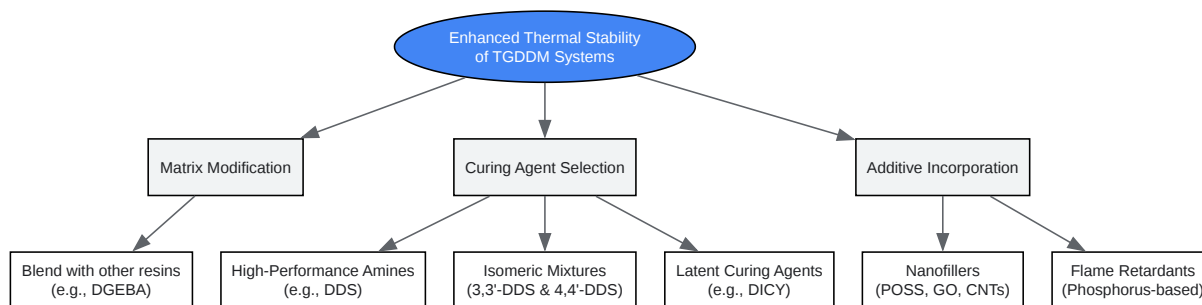 Enhanced Thermal Stability
of TGDDM Systems
Matrix Modification
Curing Agent Selection
Additive Incorporation
Blend with other resins
(e.g., DGEBA)
High-Performance Amines
(e.g., DDS)
Isomeric Mixtures
(3,3'-DDS & 4,4'-DDS)
Latent Curing Agents
(e.g., DICY)
Nanofillers
(POSS, GO, CNTs)
Flame Retardants
(Phosphorus-based)